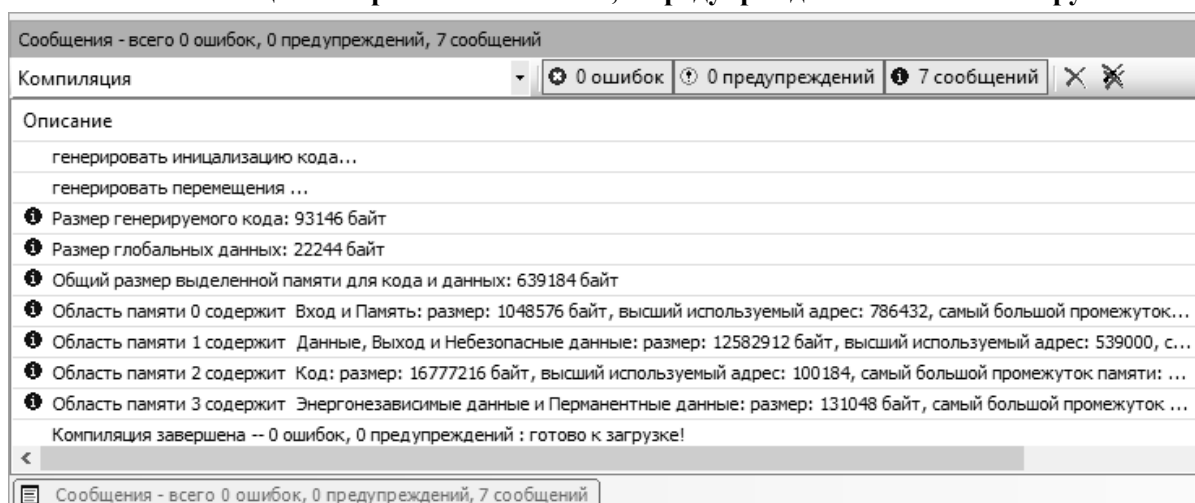 Сообщения - всего 0 ошибок, 0 предупреждений, 7 сообщений
Компиляция 0 ошибок 0 предупреждений 7 сообщений
Описание
генерировать иницализацию кода...
генерировать перемещения ...
Размер генерируемого кода: 93146 байт
Размер глобальных данных: 22244 байт
Общий размер выделенной памяти для кода и данных: 639184 байт
Область памяти 0 содержит Вход и Память: размер: 1048576 байт, высший используемый адрес: 786432, самый большой промежуток...
Область памяти 1 содержит Данные, Выход и Небезопасные данные: размер: 12582912 байт, высший используемый адрес: 539000, с...
Область памяти 2 содержит Код: размер: 16777216 байт, высший используемый адрес: 100184, самый большой промежуток памяти: ...
Область памяти 3 содержит Энергонезависимые данные и Перманентные данные: размер: 131048 байт, самый большой промежуток ...
Компиляция завершена -- 0 ошибок, 0 предупреждений : готово к загрузке!
Сообщения - всего 0 ошибок, 0 предупреждений, 7 сообщений